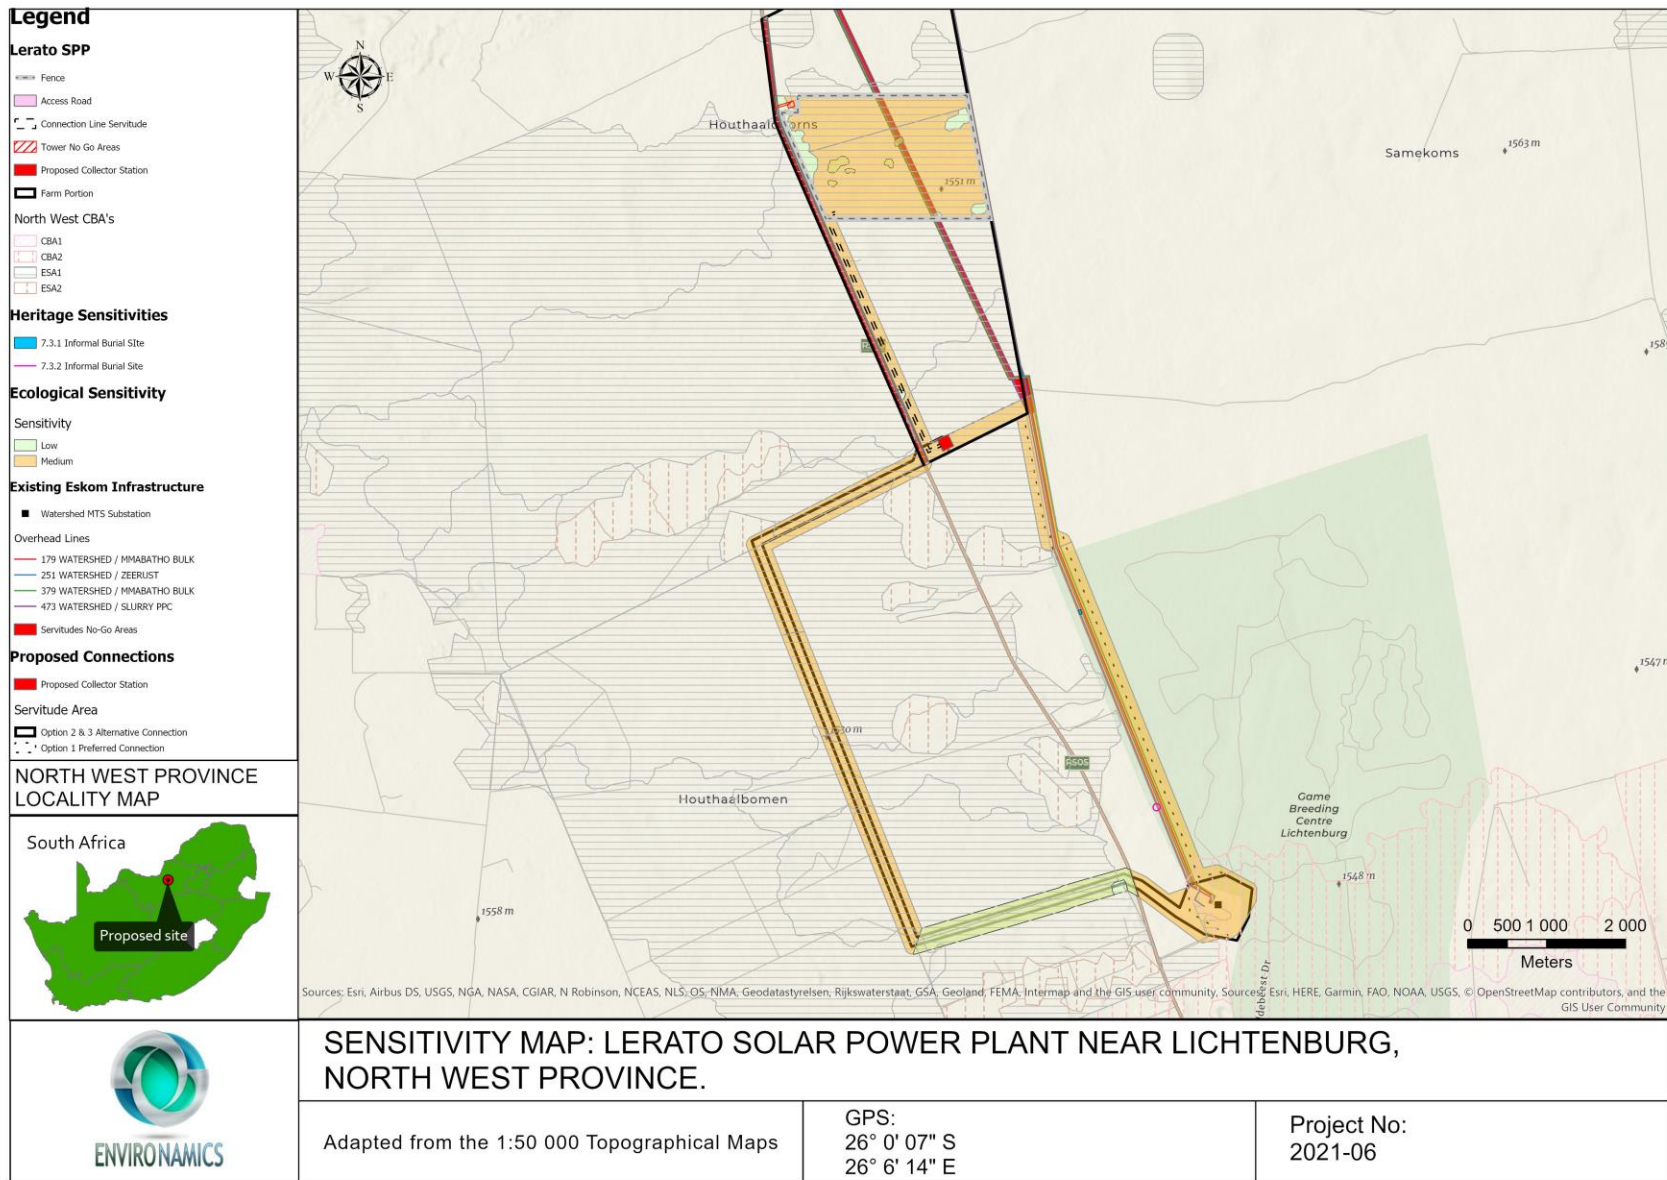 Legend
Lerato SPP
Fence
Access Road
Connection Line Servitude
Tower No Go Areas
Proposed Collector Station
Farm Portion
North West CBA's
CBA1
CBA2
ESA1
ESA2
Heritage Sensitivities
7.3.1 Informal Burial SIte
7.3.2 Informal Burial Site
Ecological Sensitivity
Sensitivity
Low
Medium
Existing Eskom Infrastructure
Watershed MTS Substation
Overhead Lines
179 WATERSHED / MMABATHO BULK
251 WATERSHED / ZEERUST
379 WATERSHED / MMABATHO BULK
473 WATERSHED / SLURRY PPC
Servitudes No-Go Areas
Proposed Connections
Proposed Collector Station
Servitude Area
Option 2 & 3 Alternative Connection
Option 1 Preferred Connection
NORTH WEST PROVINCE
LOCALITY MAP
South Africa
Proposed site
N
W E
S
Samekoms
1563 m
1551 m
1547 m
R505
Houthaalbomen
Game
Breeding
Centre
Lichtenburg
1548 m
1558 m
0 500 1 000 2 000
Meters
Sources: Esri, Airbus DS, USGS, NGA, NASA, CGIAR, N Robinson, NCEAS, NLS, OS, NMA, Geodatastyrelsen, Rijkswaterstaat, GSA, Geoland, FEMA, Intermap and the GIS user community, Sources: Esri, HERE, Garmin, FAO, NOAA, USGS, © OpenStreetMap contributors, and the
GIS User Community
ENVIRONAMICS
SENSITIVITY MAP: LERATO SOLAR POWER PLANT NEAR LICHTENBURG,
NORTH WEST PROVINCE.
Adapted from the 1:50 000 Topographical Maps
GPS:
26° 0' 07" S
26° 6' 14" E
Project No:
2021-06